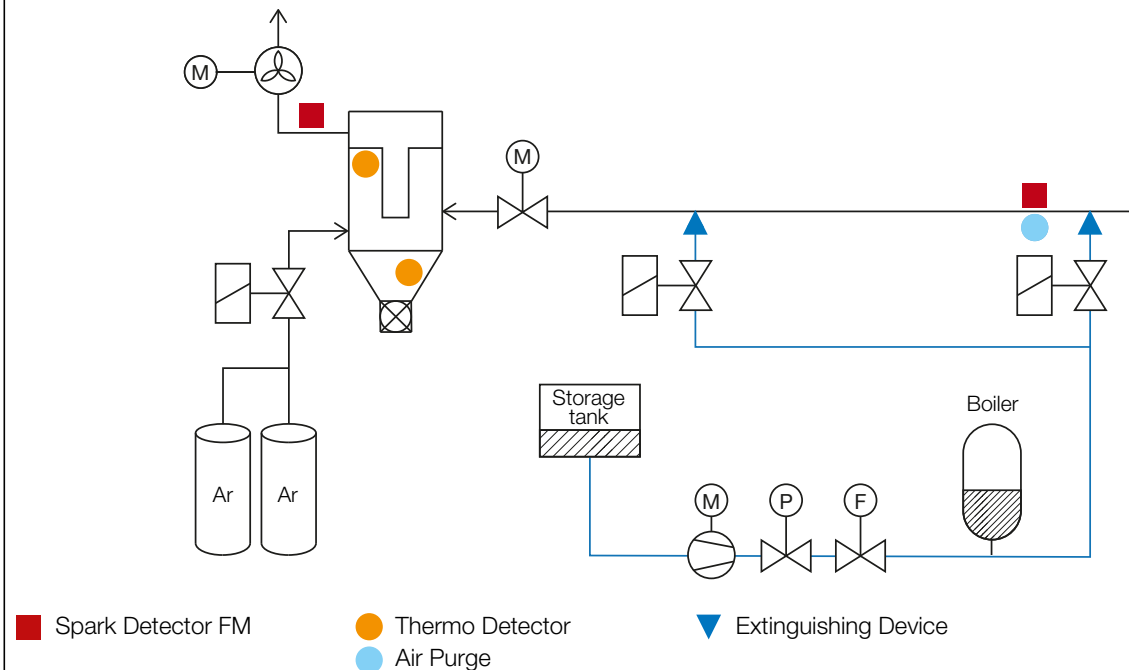 M
M
Storage
tank
Boiler
Ar
Ar
M
P
F
Spark Detector FM
Thermo Detector
Extinguishing Device
Air Purge